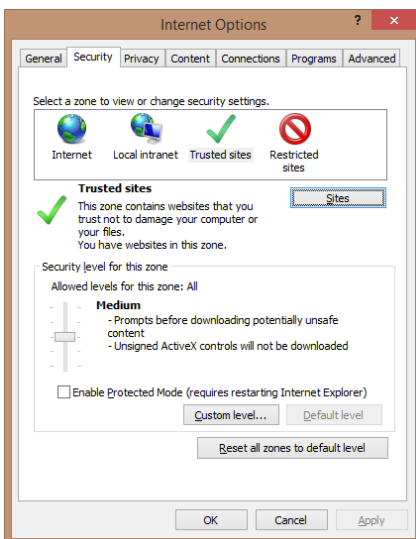 Internet Options
? ×
General Security Privacy Content Connections Programs Advanced
Select a zone to view or change security settings.
Internet Local intranet Trusted sites Restricted
sites
Trusted sites
Sites
This zone contains websites that you
trust not to damage your computer or
your files.
You have websites in this zone.
Security level for this zone
Allowed levels for this zone: All
Medium
- Prompts before downloading potentially unsafe
content
- Unsigned ActiveX controls will not be downloaded
Enable Protected Mode (requires restarting Internet Explorer)
Custom level... Default level
Reset all zones to default level
OK Cancel Apply